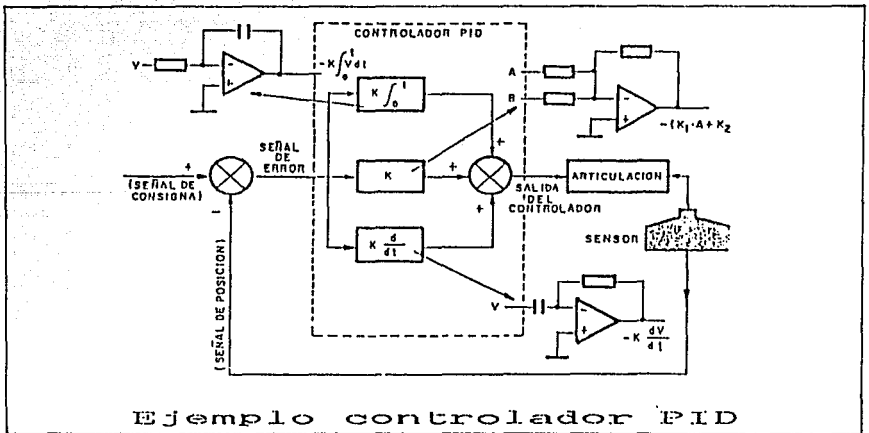 CONTROLADOR PID
V
-K∫₀ᵗVdt
A
B
-(K₁·A+K₂
K∫₀ᵗ
SEÑAL
DE
ERROR
+
(SEÑAL DE
CONSIGNA)
-
K
+
+
+
SALIDA
DEL
CONTROLADOR
ARTICULACION
K d/dt
SENSOR
V
-K dV/dt
(SEÑAL DE POSICION)
- +
- +
- +
Ejemplo controlador PID